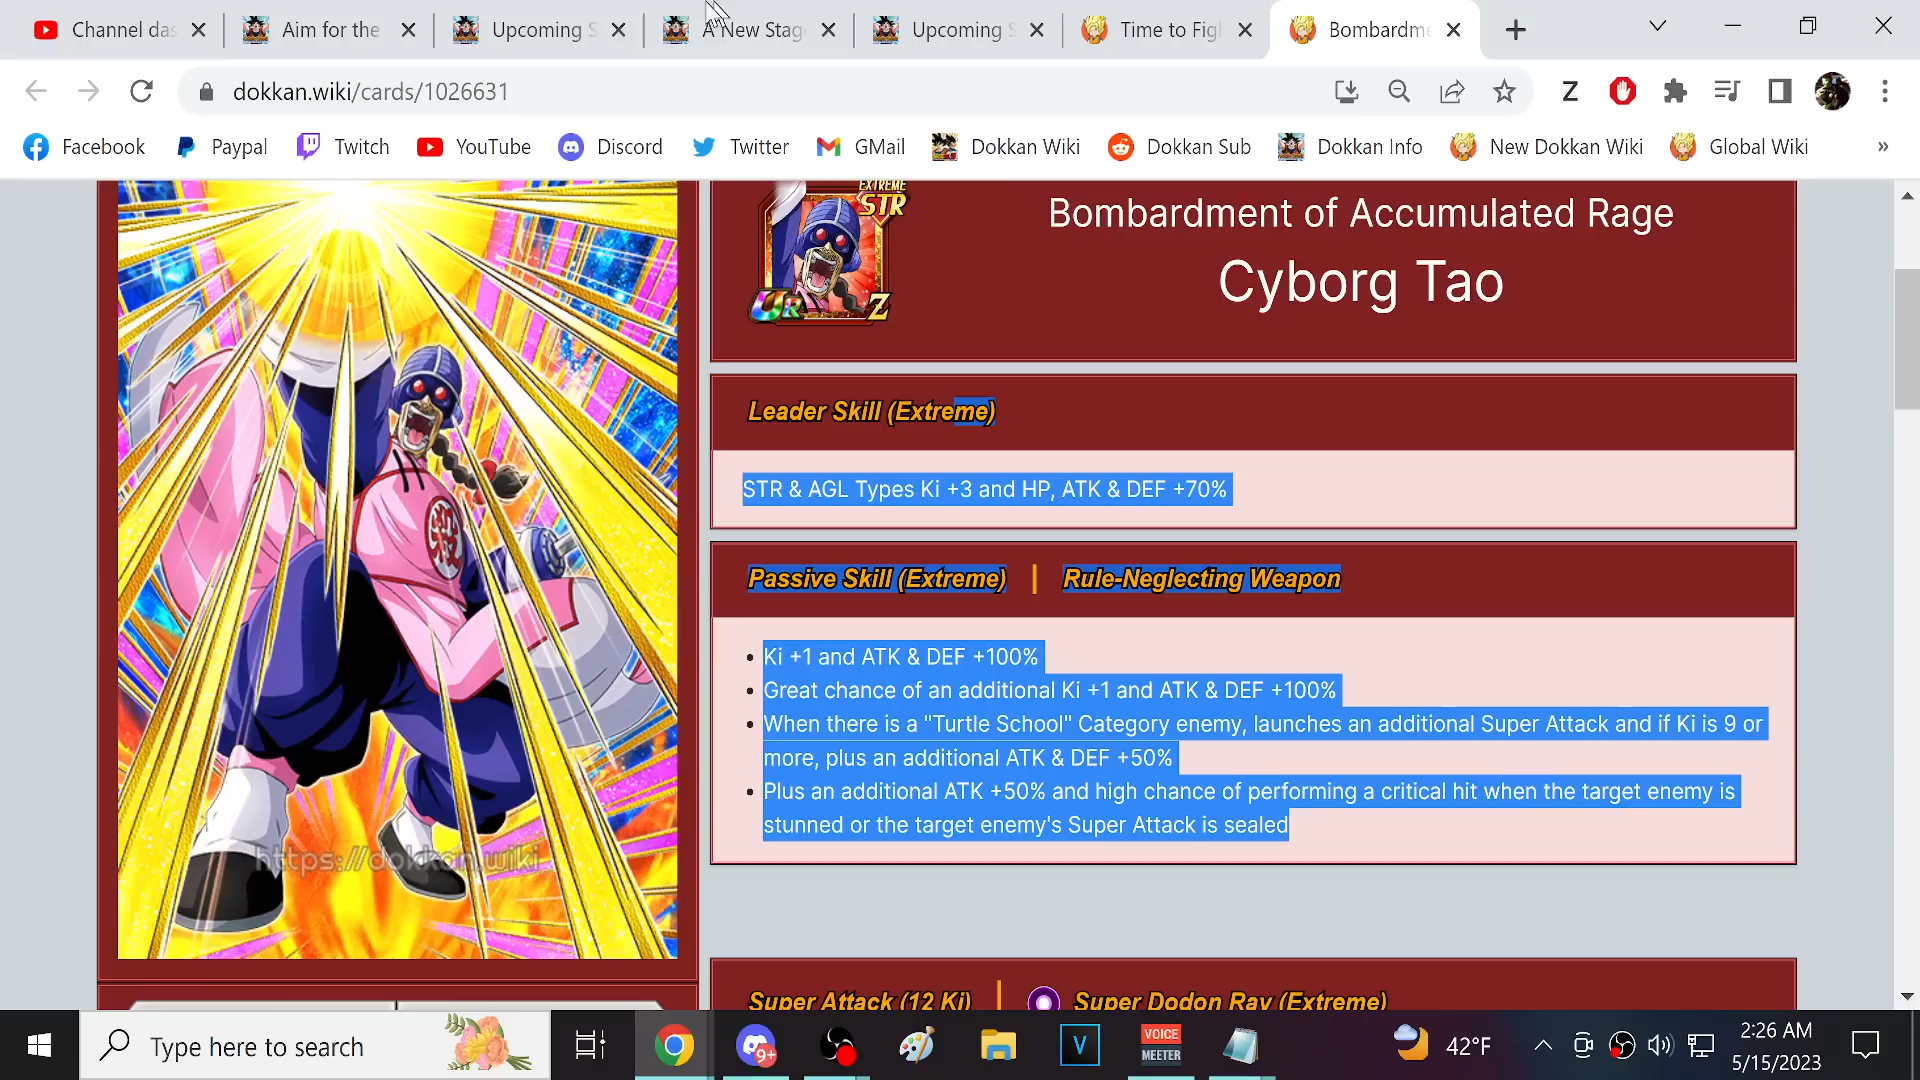 Channel das
Aim for the
Upcoming S
A New Stag
Upcoming S
Time to Figh
Bombardme
dokkan.wiki/cards/1026631
Z
Facebook
Paypal
Twitch
YouTube
Discord
Twitter
GMail
Dokkan Wiki
Dokkan Sub
Dokkan Info
New Dokkan Wiki
Global Wiki
»
EXTREME
STR
UR
Z
Bombardment of Accumulated Rage
Cyborg Tao
Leader Skill (Extreme)
STR & AGL Types Ki +3 and HP, ATK & DEF +70%
Passive Skill (Extreme) | Rule-Neglecting Weapon
• Ki +1 and ATK & DEF +100%
• Great chance of an additional Ki +1 and ATK & DEF +100%
• When there is a "Turtle School" Category enemy, launches an additional Super Attack and if Ki is 9 or
more, plus an additional ATK & DEF +50%
• Plus an additional ATK +50% and high chance of performing a critical hit when the target enemy is
stunned or the target enemy's Super Attack is sealed
殺
https://dokkan.wiki
Super Attack (12 Ki) | Super Dodon Ray (Extreme)
Type here to search
9+
V
VOICE
MEETER
42°F
2:26 AM
5/15/2023